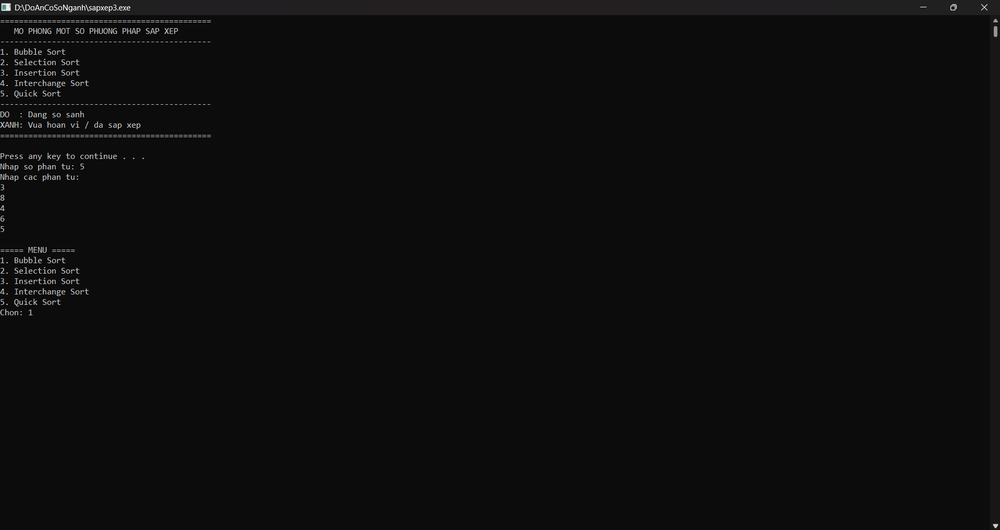 D:\DoAnCoSoNganh\sapxep3.exe
=============================================
   MO PHONG MOT SO PHUONG PHAP SAP XEP
---------------------------------------------
1. Bubble Sort
2. Selection Sort
3. Insertion Sort
4. Interchange Sort
5. Quick Sort
---------------------------------------------
DO  : Dang so sanh
XANH: Vua hoan vi / da sap xep
=============================================
Press any key to continue . . .
Nhap so phan tu: 5
Nhap cac phan tu:
3
8
4
6
5
===== MENU =====
1. Bubble Sort
2. Selection Sort
3. Insertion Sort
4. Interchange Sort
5. Quick Sort
Chon: 1